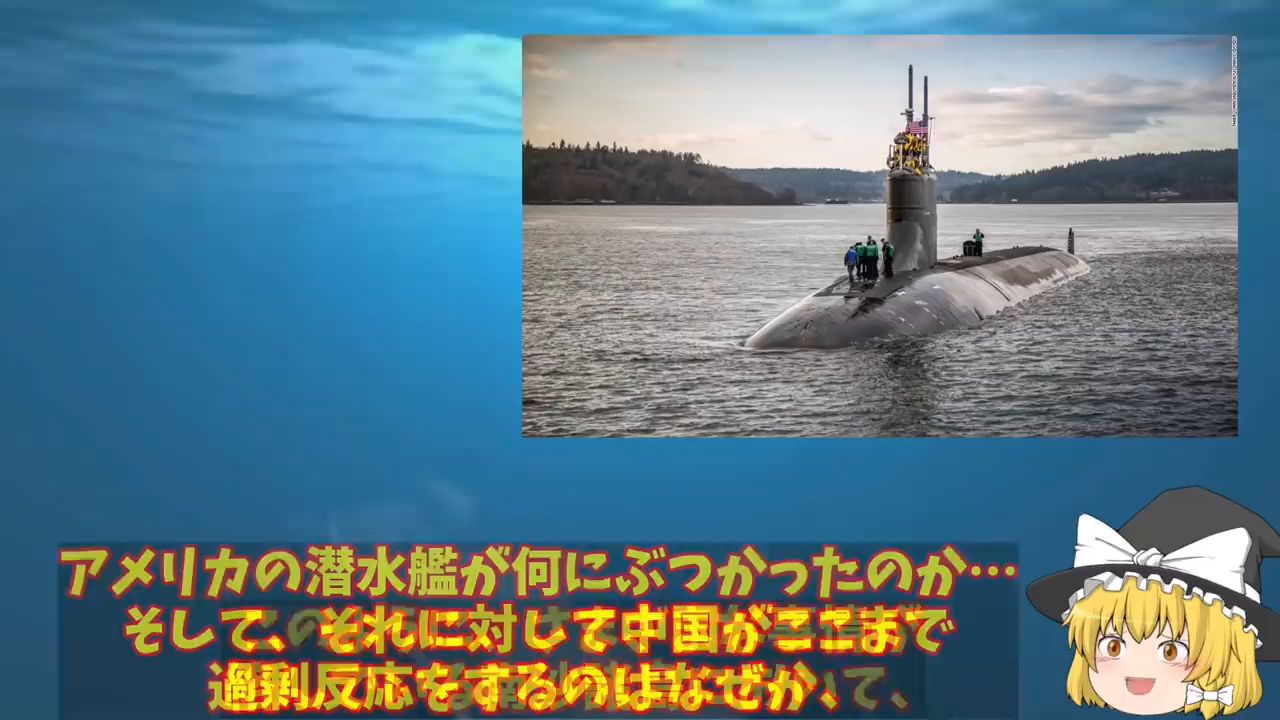 アメリカの潜水艦が何にぶつかったのか…
そして、それに対して中国がここまで
過剰反応をするのはなぜか、